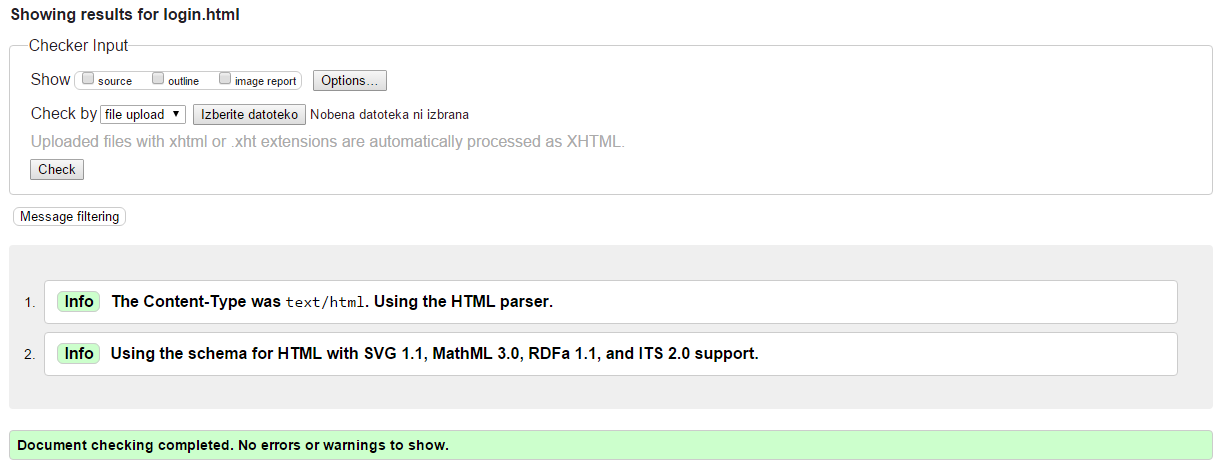 Showing results for login.html
Checker Input
Show source outline image report Options...
Check by file upload Izberite datoteko Nobena datoteka ni izbrana
Uploaded files with xhtml or .xht extensions are automatically processed as XHTML.
Check
Message filtering
1. Info The Content-Type was text/html. Using the HTML parser.
2. Info Using the schema for HTML with SVG 1.1, MathML 3.0, RDFa 1.1, and ITS 2.0 support.
Document checking completed. No errors or warnings to show.